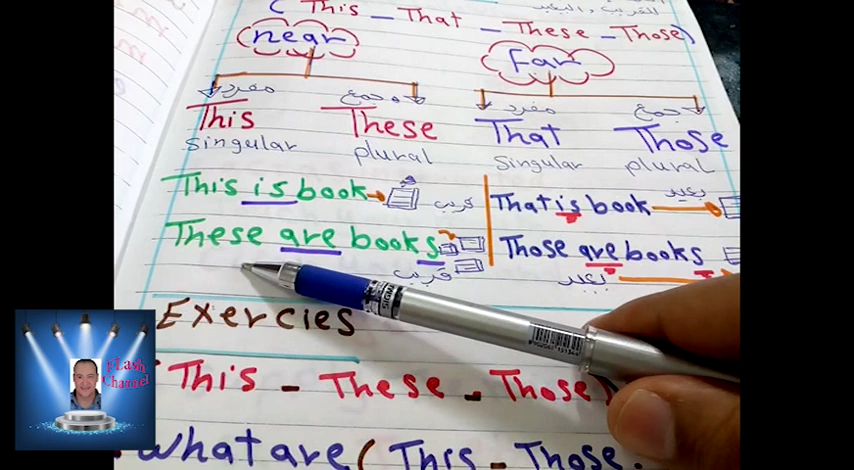 ( This - That - These - Those)
near
far
مفرد جمع مفرد جمع
This These That Those
singular plural singular plural
This is book قريب
These are books قريب
That is book بعيد
Those are books بعيد
Exercies
This - These - Those)
What are ( This - Those.
FLash Channel